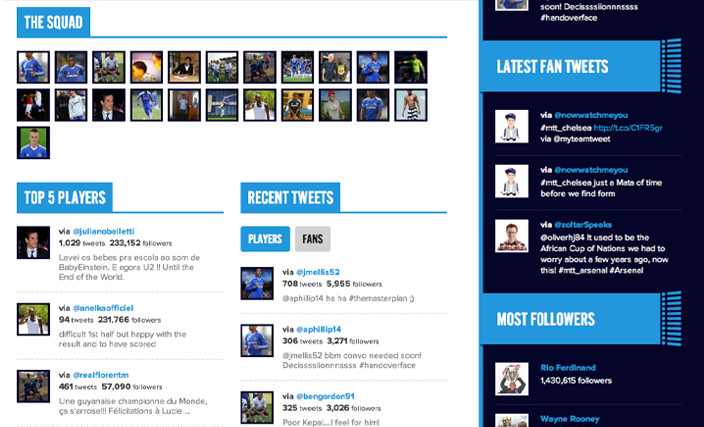 THE SQUAD
TOP 5 PLAYERS
via @julianobelletti
1,029 tweets 233,152 followers
Levei os bebes pra escola ao som de
BabyEinstein. E agora U2 !! Until the
End of the World.
via @anelkaofficiel
94 tweets 231,766 followers
difficult 1st half but happy with the
result and to have scored
via @realflorentm
461 tweets 57,090 followers
Une guyanaise championne du Monde,
ça s'arrose!!! Félicitations à Lucie ...
RECENT TWEETS
PLAYERS FANS
via @jmellis52
708 tweets 5,955 followers
@aphillip14 ha ha #themasterplan ;)
via @aphillip14
306 tweets 3,271 followers
@jmellis52 bbm convo needed soon!
Decissssiionnnssss #handoverface
via @bengordon91
325 tweets 3,026 followers
Poor Kepa!....I feel for him!
soon! Decissssiionnnssss
#handoverface
LATEST FAN TWEETS
via @nowwatchmeyou
#mtt_chelsea http://t.co/C1FR5gr
via @myteamtweet
via @nowwatchmeyou
#mtt_chelsea just a Mata of time
before we find form
via @zoltarSpeaks
@oliverhj84 It used to be the
African Cup of Nations we had to
worry about a few years ago, now
this! #mtt_arsenal #Arsenal
MOST FOLLOWERS
Rio Ferdinand
1,430,615 followers
Wayne Rooney